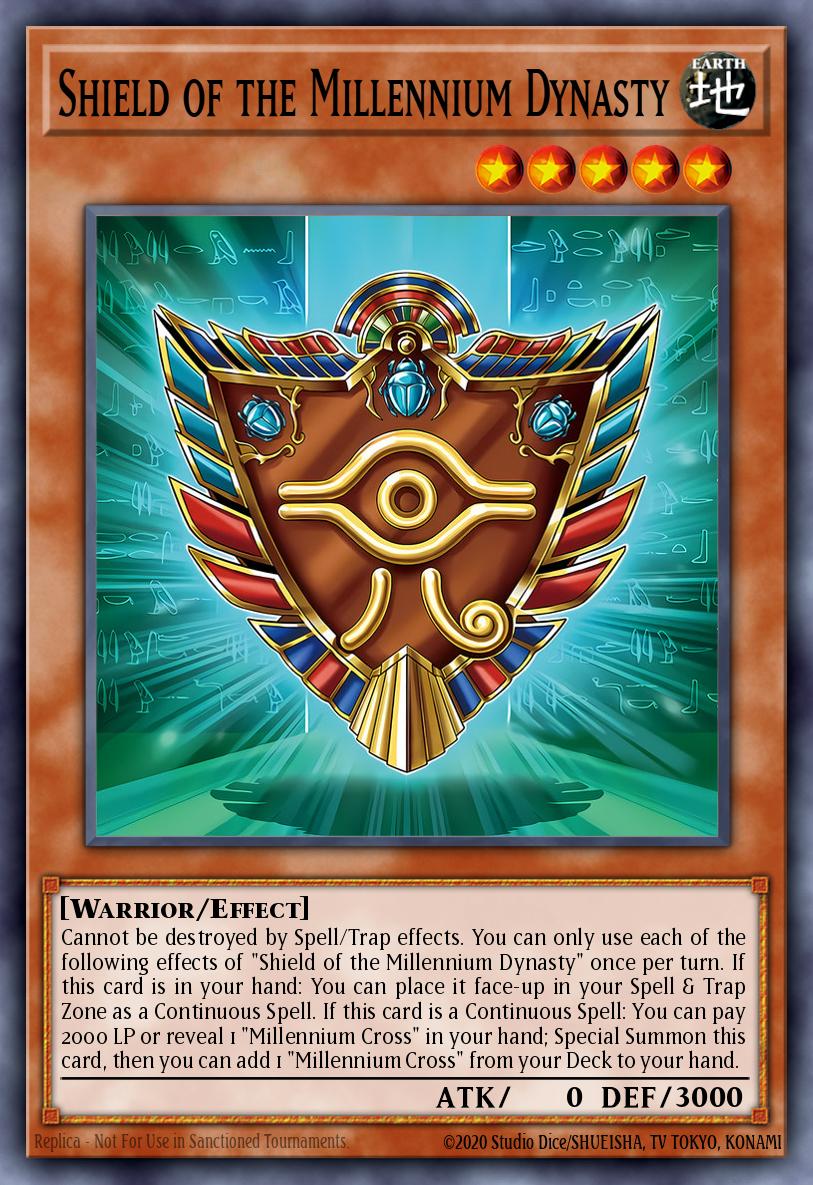 Shield of the Millennium Dynasty
EARTH
地
[Warrior/Effect]
Cannot be destroyed by Spell/Trap effects. You can only use each of the
following effects of "Shield of the Millennium Dynasty" once per turn. If
this card is in your hand: You can place it face-up in your Spell & Trap
Zone as a Continuous Spell. If this card is a Continuous Spell: You can pay
2000 LP or reveal 1 "Millennium Cross" in your hand; Special Summon this
card, then you can add 1 "Millennium Cross" from your Deck to your hand.
ATK/ 0 DEF/3000
Replica - Not For Use in Sanctioned Tournaments.
©2020 Studio Dice/SHUEISHA, TV TOKYO, KONAMI